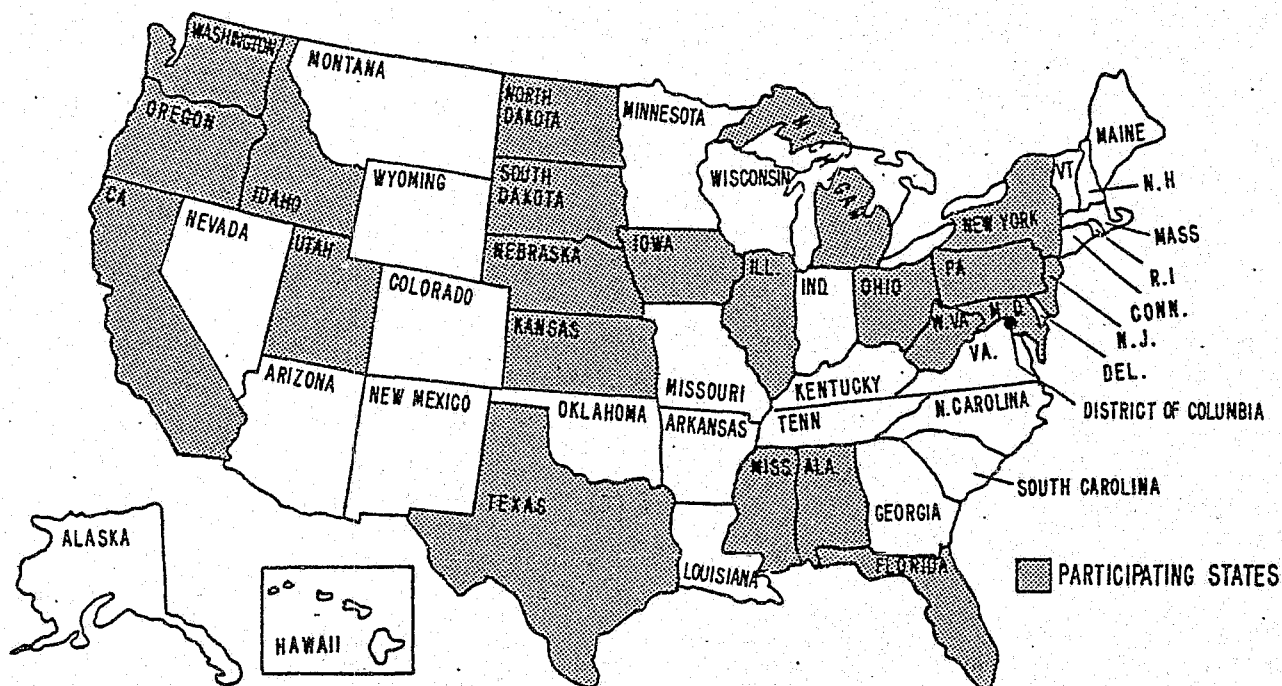 WASHINGTON
MONTANA
NORTH
DAKOTA
MINNESOTA
MICHIGAN
MAINE
OREGON
IDAHO
WYOMING
SOUTH
DAKOTA
WISCONSIN
VT
N.H
NEW YORK
MASS
CA
NEVADA
UTAH
NEBRASKA
IOWA
ILL.
IND.
OHIO
PA
R.I
CONN.
N.J.
DEL.
COLORADO
KANSAS
W.VA.
M.D.
VA.
MISSOURI
KENTUCKY
ARIZONA
NEW MEXICO
OKLAHOMA
ARKANSAS
TENN
N.CAROLINA
DISTRICT OF COLUMBIA
MISS.
ALA.
SOUTH CAROLINA
TEXAS
GEORGIA
ALASKA
LOUISIANA
FLORIDA
PARTICIPATING STATES
HAWAII